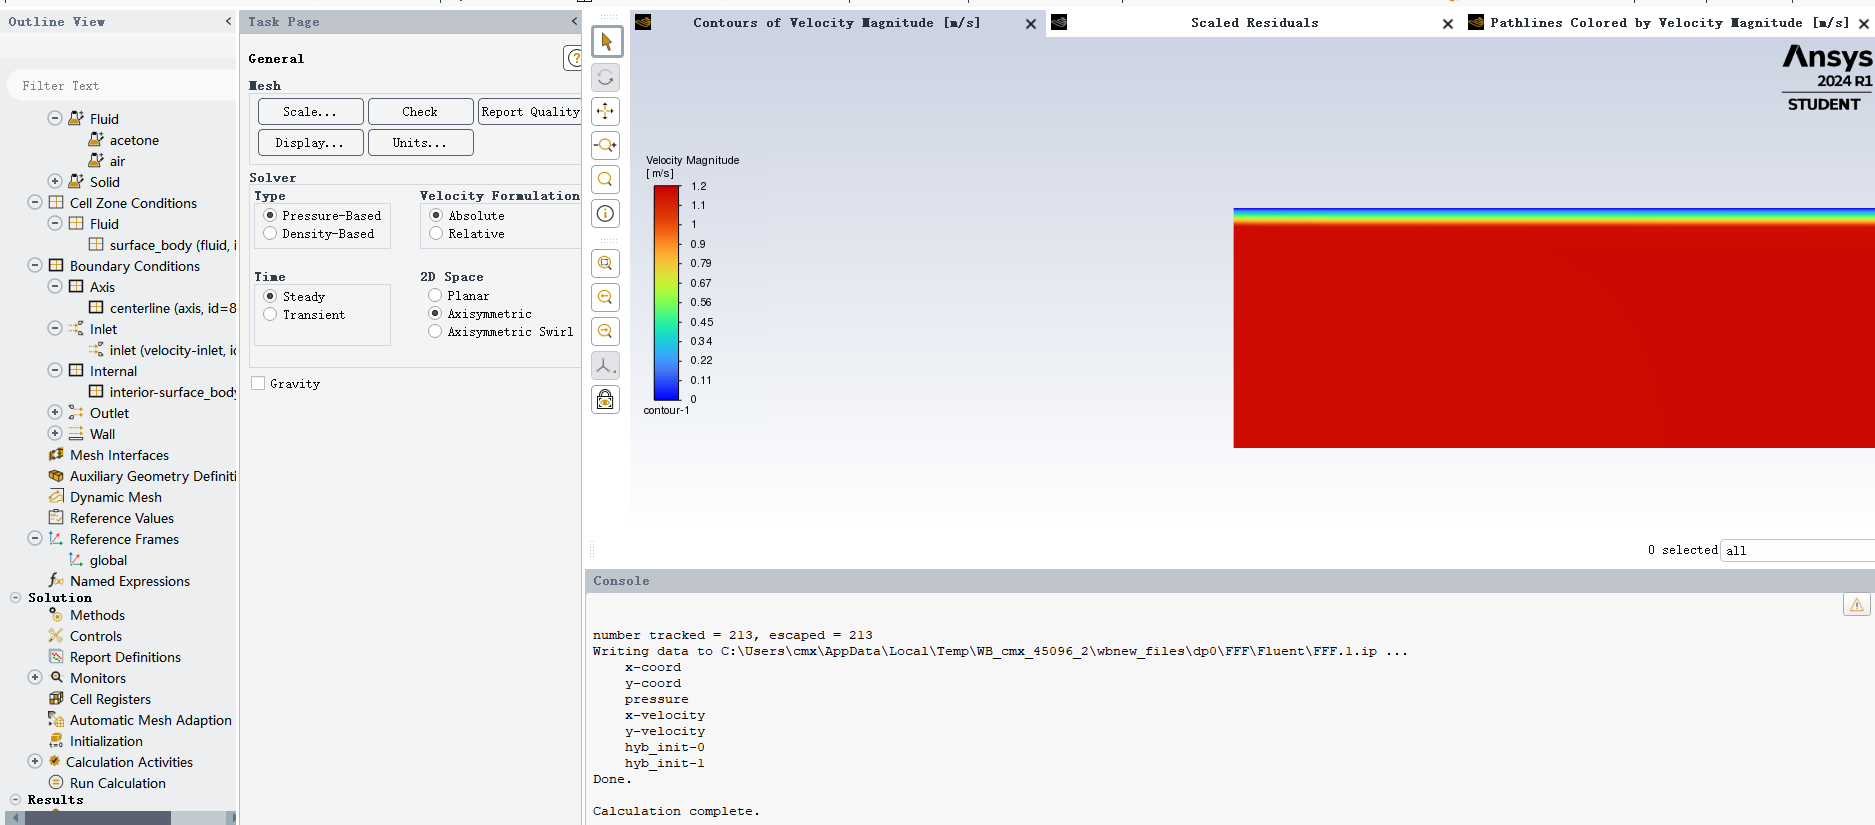 Outline View
Filter Text
Fluid
acetone
air
Solid
Cell Zone Conditions
Fluid
surface_body (fluid, i
Boundary Conditions
Axis
centerline (axis, id=8
Inlet
inlet (velocity-inlet, id
Internal
interior-surface_body
Outlet
Wall
Mesh Interfaces
Auxiliary Geometry Definiti
Dynamic Mesh
Reference Values
Reference Frames
global
Named Expressions
Solution
Methods
Controls
Report Definitions
Monitors
Cell Registers
Automatic Mesh Adaption
Initialization
Calculation Activities
Run Calculation
Results
Task Page
General
Mesh
Scale... Check Report Quality
Display... Units...
Solver
Type Velocity Formulation
Pressure-Based Absolute
Density-Based Relative
Time 2D Space
Steady Planar
Transient Axisymmetric
Axisymmetric Swirl
Gravity
Contours of Velocity Magnitude [m/s]
Scaled Residuals
Pathlines Colored by Velocity Magnitude [m/s]
Ansys
2024 R1
STUDENT
Velocity Magnitude
[ m/s]
1.2
1.1
1
0.9
0.79
0.67
0.56
0.45
0.34
0.22
0.11
0
contour-1
0 selected all
Console
number tracked = 213, escaped = 213
Writing data to C:\Users\cmx\AppData\Local\Temp\WB_cmx_45096_2\wbnew_files\dp0\FFF\Fluent\FFF.1.ip ...
x-coord
y-coord
pressure
x-velocity
y-velocity
hyb_init-0
hyb_init-1
Done.
Calculation complete.